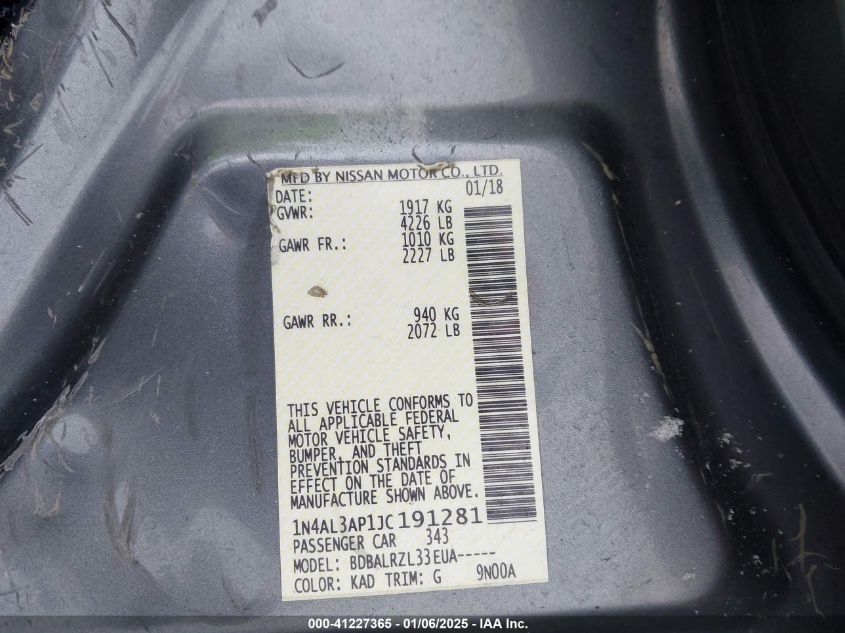 MFD BY NISSAN MOTOR CO., LTD.
DATE: 01/18
GVWR: 1917 KG
4226 LB
GAWR FR.: 1010 KG
2227 LB
GAWR RR.: 940 KG
2072 LB
THIS VEHICLE CONFORMS TO
ALL APPLICABLE FEDERAL
MOTOR VEHICLE SAFETY,
BUMPER, AND THEFT
PREVENTION STANDARDS IN
EFFECT ON THE DATE OF
MANUFACTURE SHOWN ABOVE.
1N4AL3AP1JC191281
PASSENGER CAR 343
MODEL: BDBALRZL33EUA-----
COLOR: KAD TRIM: G 9N00A
000-41227365 - 01/06/2025 - IAA Inc.